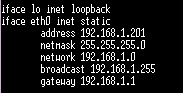 iface lo inet loopback
iface eth0 inet static
address 192.168.1.201
netmask 255.255.255.0
network 192.168.1.0
broadcast 192.168.1.255
gateway 192.168.1.1